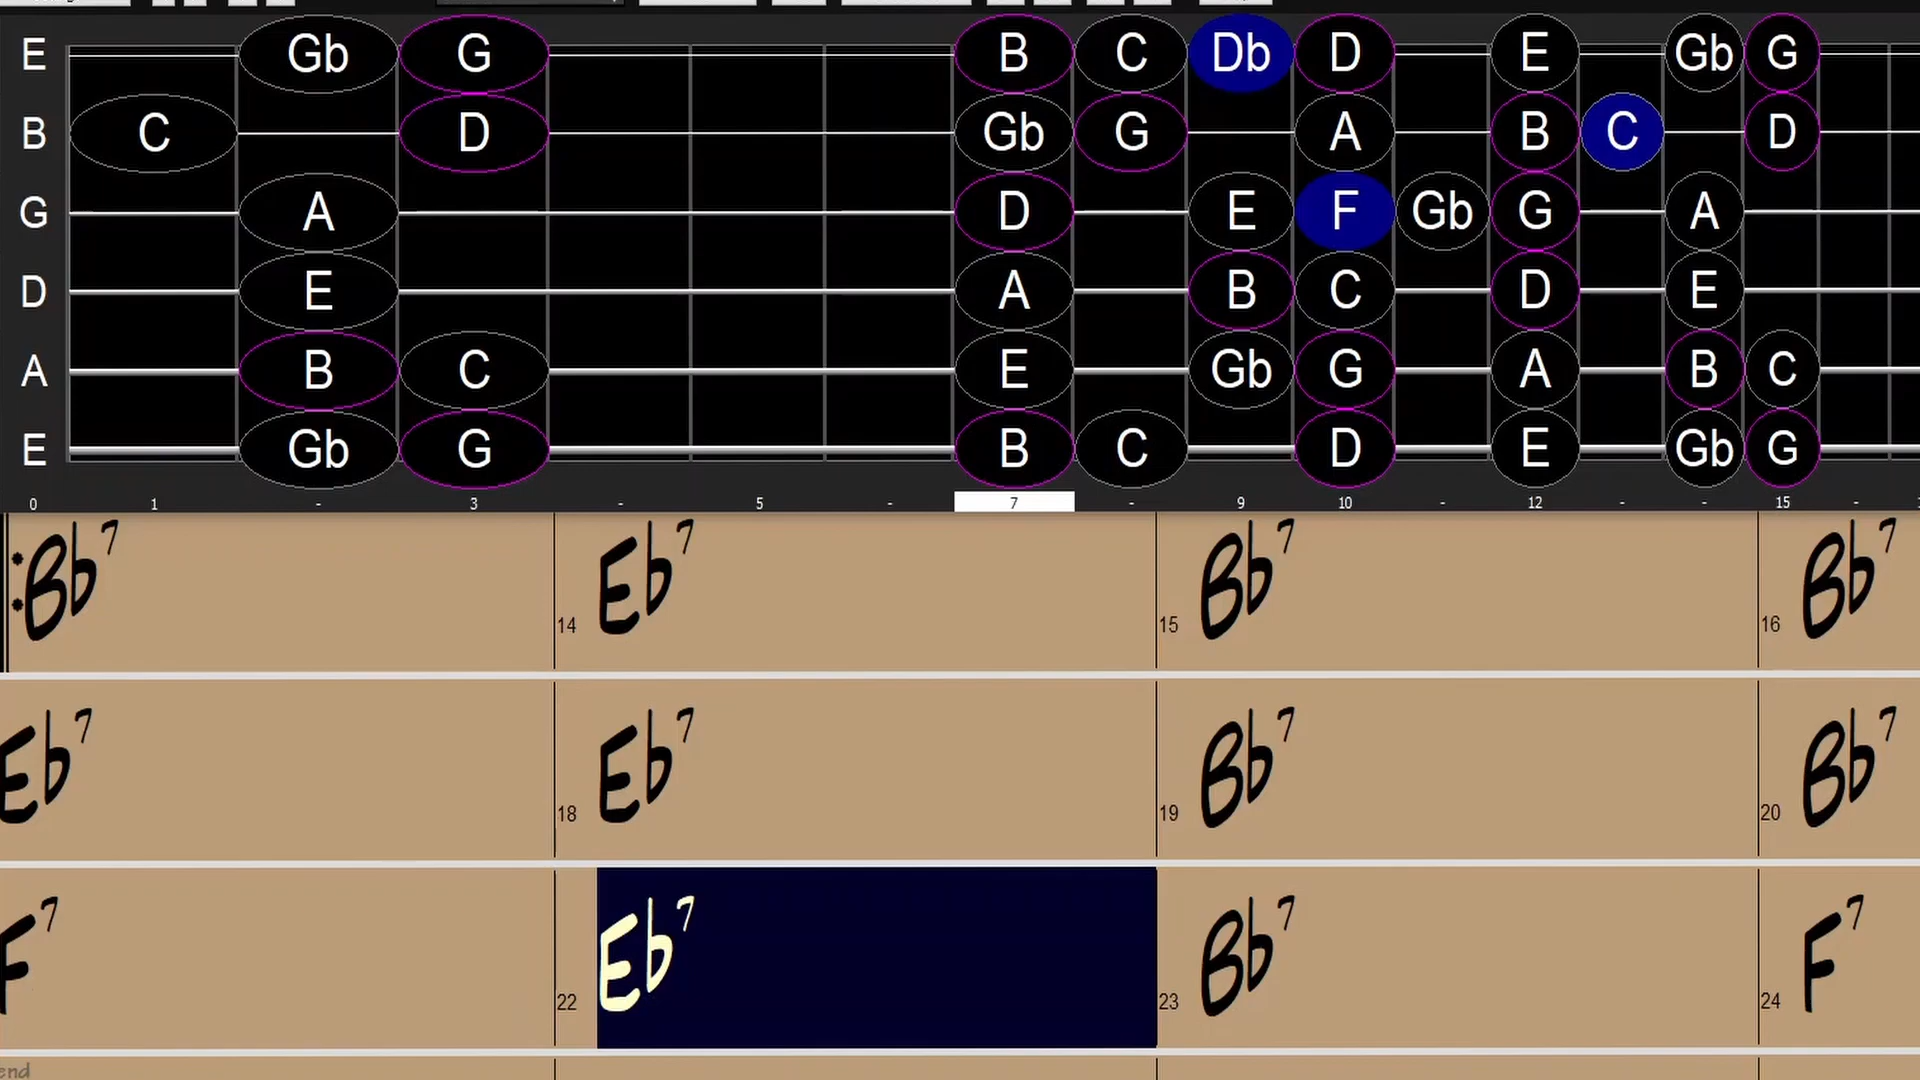 E Gb G B C Db D E Gb G
B C D Gb G A B C D
G A D E F Gb G A
D E A B C D E
A B C E Gb G A B C
E Gb G B C D E Gb G
0 1 - 3 - 5 - 7 - 9 10 - 12 - - 15 -
Bb7 14 Eb7 15 Bb7 16 Bb7
Eb7 18 Eb7 19 Bb7 20 Bb7
F7 22 Eb7 23 Bb7 24 F7
end